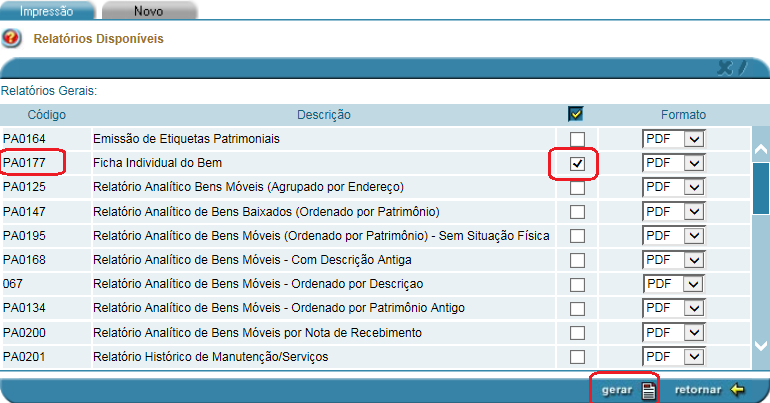 Impressão Novo
Relatórios Disponíveis
Relatórios Gerais:
Código Descrição Formato
PA0164 Emissão de Etiquetas Patrimoniais PDF
PA0177 Ficha Individual do Bem PDF
PA0125 Relatório Analítico Bens Móveis (Agrupado por Endereço) PDF
PA0147 Relatório Analítico de Bens Baixados (Ordenado por Patrimônio) PDF
PA0195 Relatório Analítico de Bens Móveis (Ordenado por Patrimônio) - Sem Situação Física PDF
PA0168 Relatório Analítico de Bens Móveis - Com Descrição Antiga PDF
067 Relatório Analítico de Bens Móveis - Ordenado por Descriçao PDF
PA0134 Relatório Analítico de Bens Móveis - Ordenado por Patrimônio Antigo PDF
PA0200 Relatório Analítico de Bens Móveis por Nota de Recebimento PDF
PA0201 Relatório Histórico de Manutenção/Serviços PDF
gerar retornar